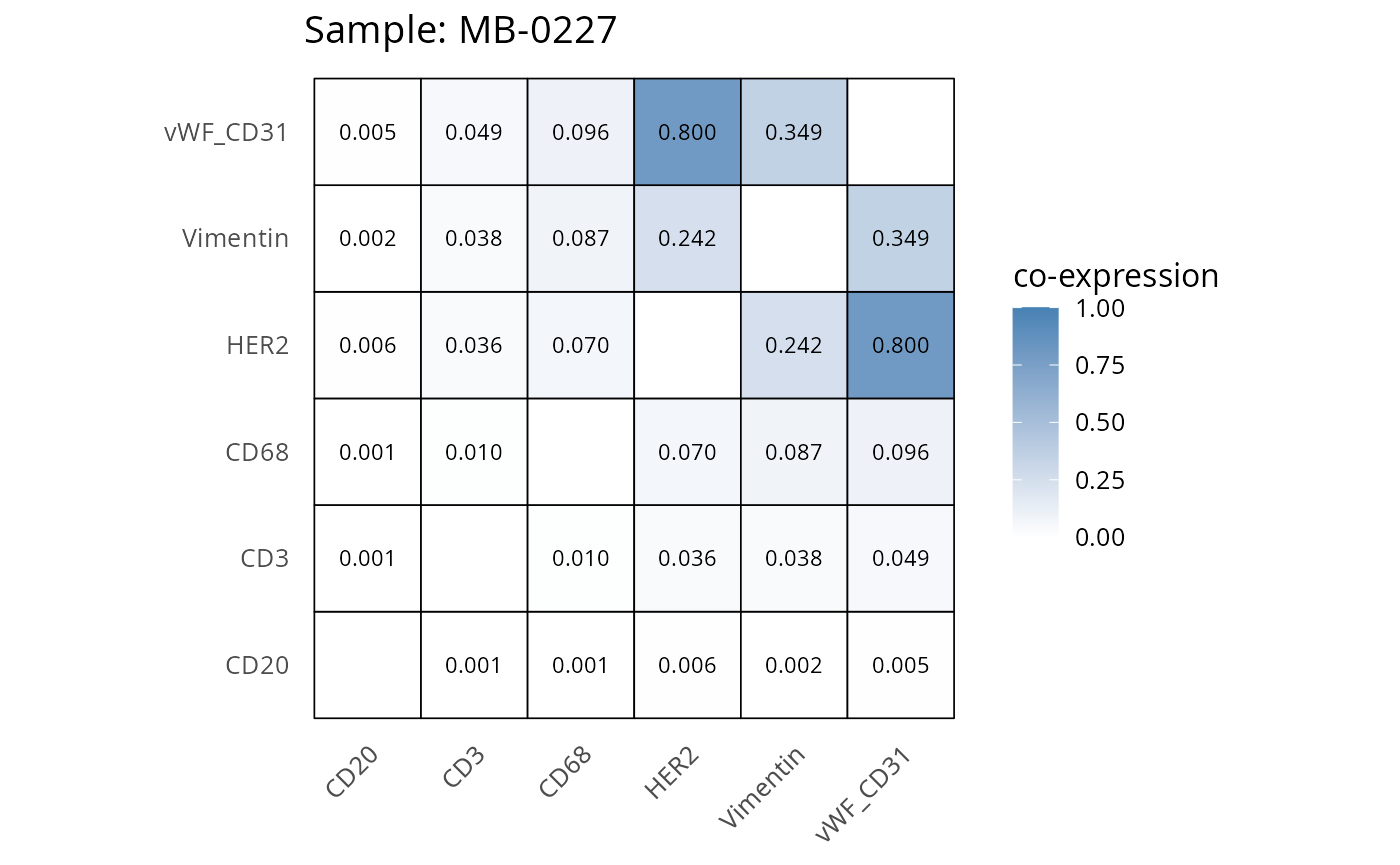 Sample: MB-0227
vWF_CD31 0.005 0.049 0.096 0.800 0.349
Vimentin 0.002 0.038 0.087 0.242 0.349
HER2 0.006 0.036 0.070 0.242 0.800
CD68 0.001 0.010 0.070 0.087 0.096
CD3 0.001 0.010 0.036 0.038 0.049
CD20 0.001 0.001 0.006 0.002 0.005
CD20 CD3 CD68 HER2 Vimentin vWF_CD31
co-expression
1.00
0.75
0.50
0.25
0.00